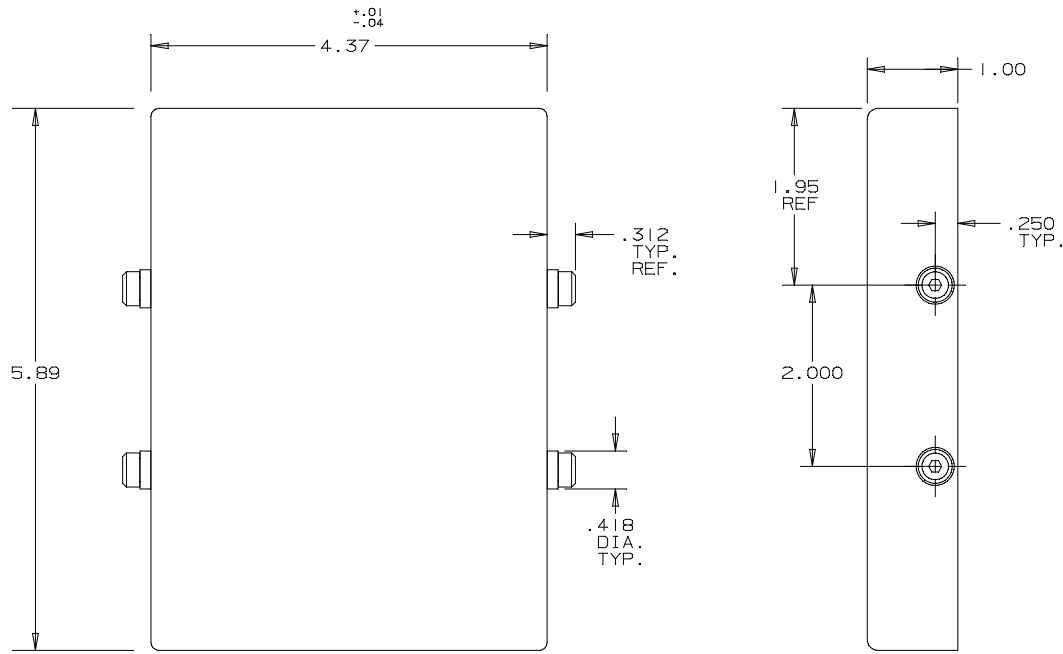 +.01
-.04
4.37
1.00
1.95
REF
.250
TYP.
.312
TYP.
REF.
5.89
2.000
.418
DIA.
TYP.